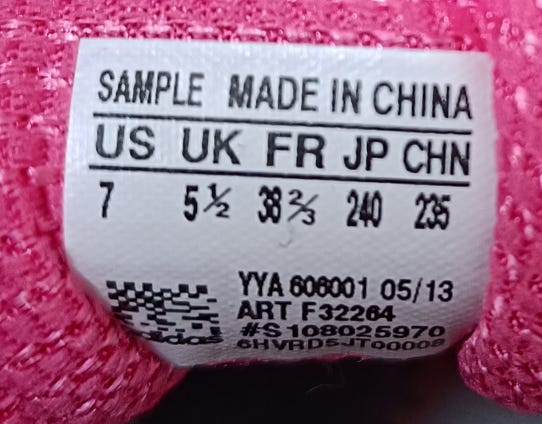 SAMPLE MADE IN CHINA
US UK FR JP CHN
7 5½ 38⅔ 240 235
YYA 606001 05/13
ART F32264
#S108025970
adidas 6HVRD5JT00008